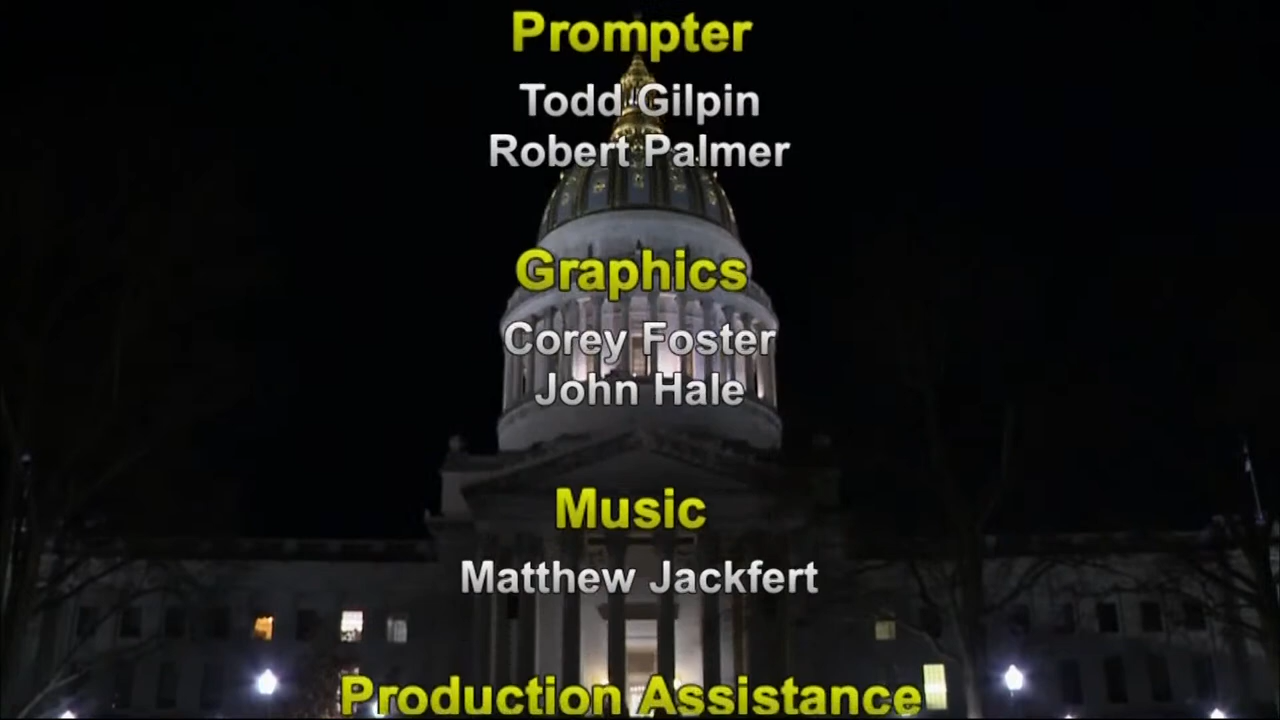 Prompter
Todd Gilpin
Robert Palmer
Graphics
Corey Foster
John Hale
Music
Matthew Jackfert
Production Assistance